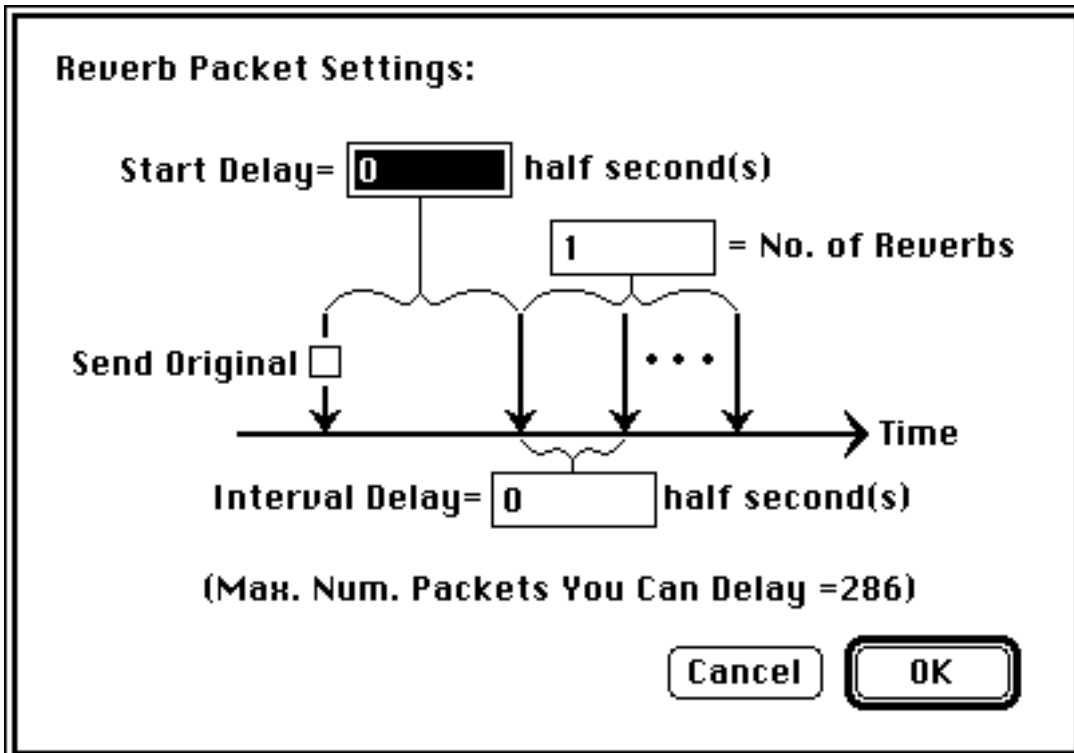 Reverb Packet Settings:
Start Delay= 0 half second(s)
1 = No. of Reverbs
Send Original
• • •
Time
Interval Delay= 0 half second(s)
(Max. Num. Packets You Can Delay =286)
Cancel OK